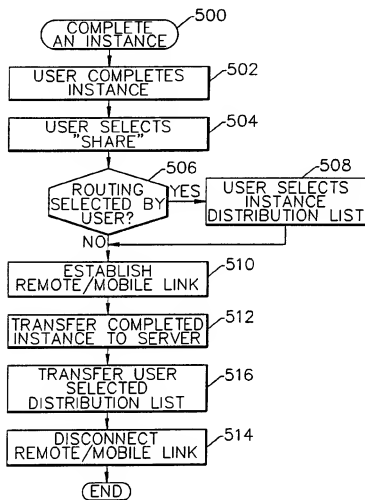 COMPLETE
AN INSTANCE
500
USER COMPLETES
INSTANCE
502
USER SELECTS
"SHARE"
504
506
ROUTING
SELECTED BY
USER?
YES
508
USER SELECTS
INSTANCE
DISTRIBUTION LIST
NO
ESTABLISH
REMOTE/MOBILE LINK
510
TRANSFER COMPLETED
INSTANCE TO SERVER
512
TRANSFER USER
SELECTED
DISTRIBUTION LIST
516
DISCONNECT
REMOTE/MOBILE LINK
514
END